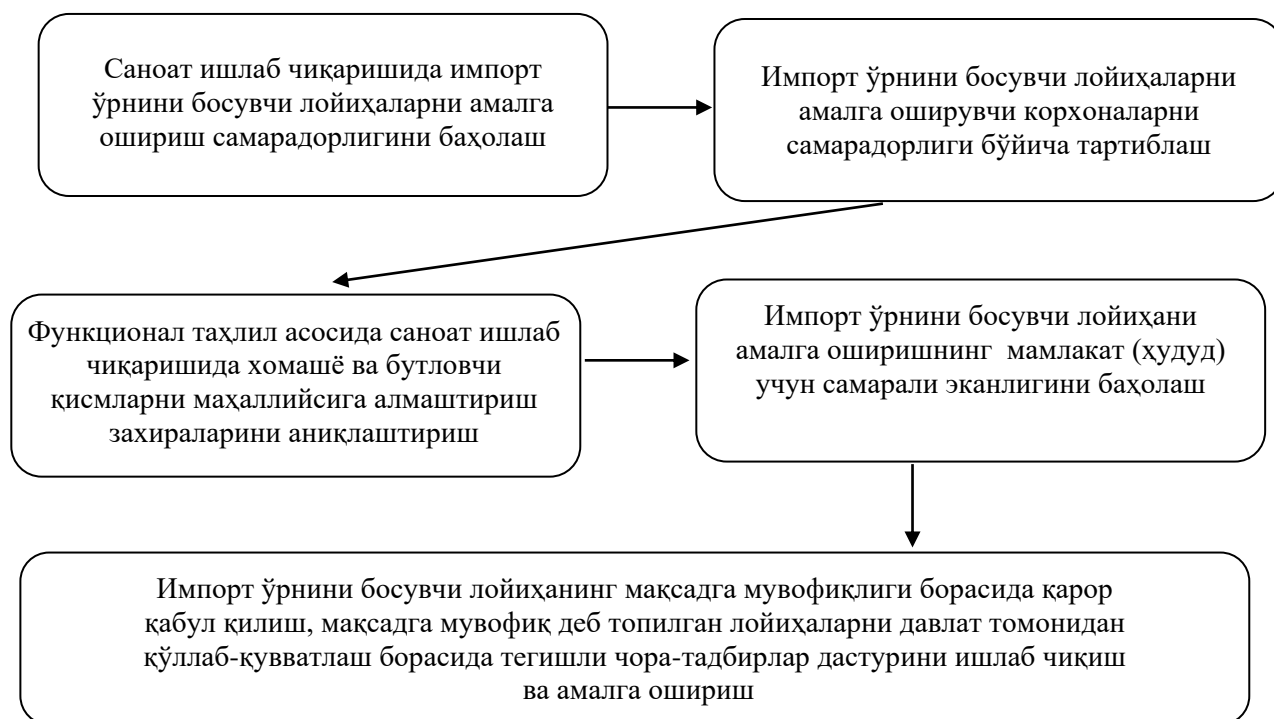 Саноат ишлаб чиқаришида импорт
ўрнини босувчи лойиҳаларни амалга
ошириш самарадорлигини баҳолаш
Импорт ўрнини босувчи лойиҳаларни
амалга оширувчи корхоналарни
самарадорлиги бўйича тартиблаш
Функционал таҳлил асосида саноат ишлаб
чиқаришида хомашё ва бутловчи
қисмларни маҳаллийсига алмаштириш
захираларини аниқлаштириш
Импорт ўрнини босувчи лойиҳани
амалга оширишнинг мамлакат (ҳудуд)
учун самарали эканлигини баҳолаш
Импорт ўрнини босувчи лойиҳанинг мақсадга мувофиқлиги борасида қарор
қабул қилиш, мақсадга мувофиқ деб топилган лойиҳаларни давлат томонидан
қўллаб-қувватлаш борасида тегишли чора-тадбирлар дастурини ишлаб чиқиш
ва амалга ошириш